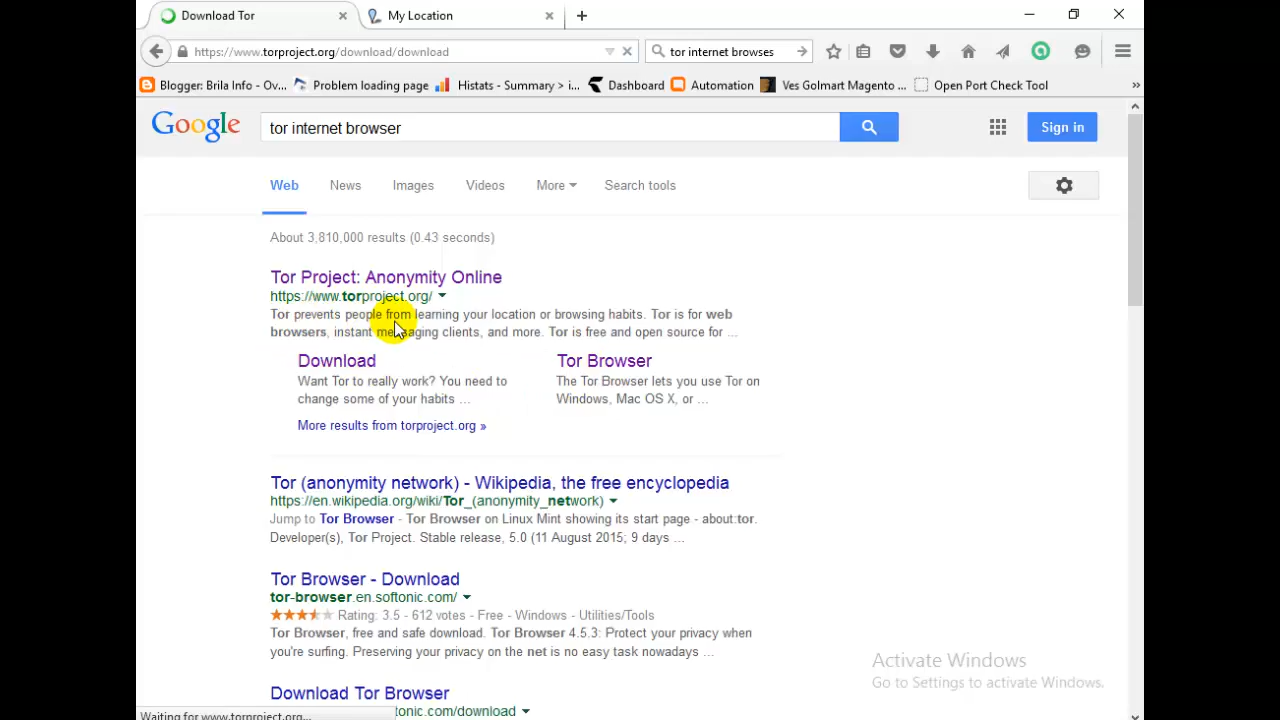 Download Tor
My Location
https://www.torproject.org/download/download
tor internet browses
Blogger: Brila Info - Ov...
Problem loading page
Histats - Summary > i...
Dashboard
Automation
Ves Golmart Magento ...
Open Port Check Tool
»
Google
tor internet browser
Sign in
Web
News
Images
Videos
More
Search tools
About 3,810,000 results (0.43 seconds)
Tor Project: Anonymity Online
https://www.torproject.org/
Tor prevents people from learning your location or browsing habits. Tor is for web
browsers, instant messaging clients, and more. Tor is free and open source for ...
Download
Tor Browser
Want Tor to really work? You need to
change some of your habits ...
The Tor Browser lets you use Tor on
Windows, Mac OS X, or ...
More results from torproject.org »
Tor (anonymity network) - Wikipedia, the free encyclopedia
https://en.wikipedia.org/wiki/Tor_(anonymity_network)
Jump to Tor Browser - Tor Browser on Linux Mint showing its start page - about:tor.
Developer(s), Tor Project. Stable release, 5.0 (11 August 2015; 9 days ...
Tor Browser - Download
tor-browser.en.softonic.com/
Rating: 3.5 - 612 votes - Free - Windows - Utilities/Tools
Tor Browser, free and safe download. Tor Browser 4.5.3: Protect your privacy when
you're surfing. Preserving your privacy on the net is no easy task nowadays ...
Download Tor Browser
tonic.com/download
Waiting for www.torproject.org...
Activate Windows
Go to Settings to activate Windows.